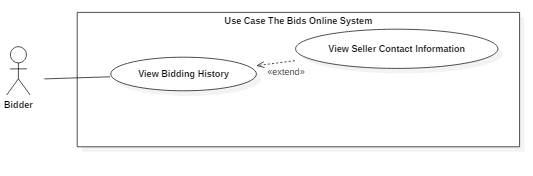 Use Case The Bids Online System
View Seller Contact Information
View Bidding History
«extend»
Bidder